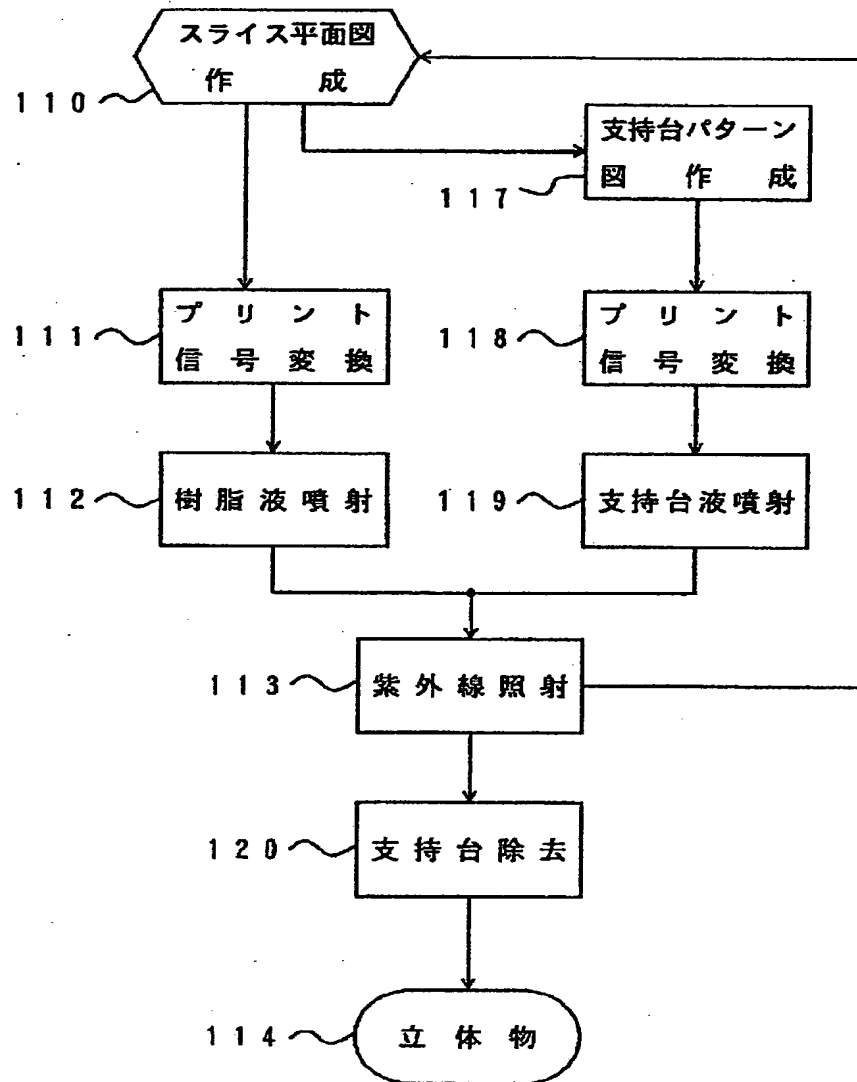 スライス平面図
作成
110
支持台パターン
図作成
117
プリント
信号変換
111
プリント
信号変換
118
樹脂液噴射
112
支持台液噴射
119
紫外線照射
113
支持台除去
120
立体物
114